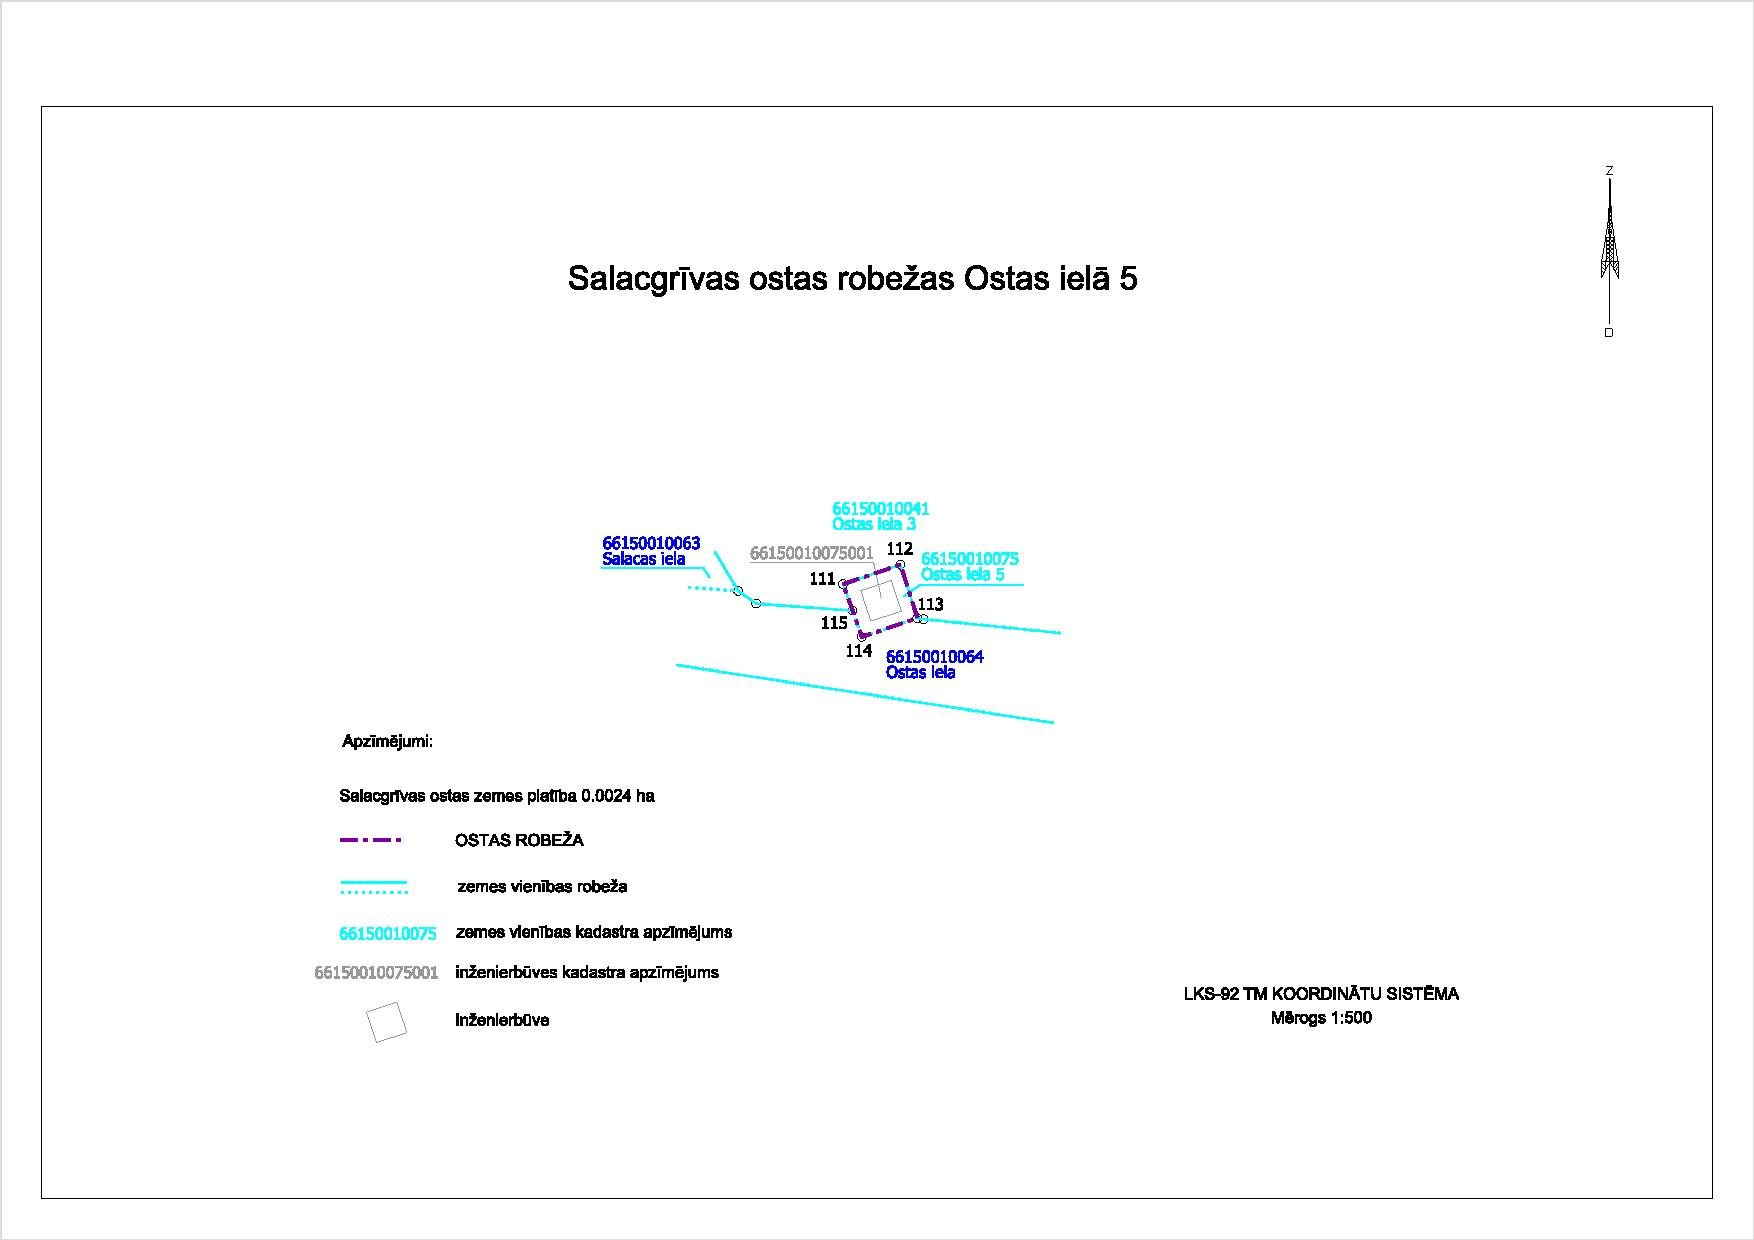 Z
Salacgrīvas ostas robežas Ostas ielā 5
D
66150010041
Ostas iela 3
66150010063
Salacas iela
66150010075001
112
66150010075
Ostas iela 5
111
113
115
114
66150010064
Ostas iela
Apzīmējumi:
Salacgrīvas ostas zemes platība 0.0024 ha
OSTAS ROBEŽA
zemes vienības robeža
66150010075 zemes vienības kadastra apzīmējums
66150010075001 inženierbūves kadastra apzīmējums
inženierbūve
LKS-92 TM KOORDINĀTU SISTĒMA
Mērogs 1:500